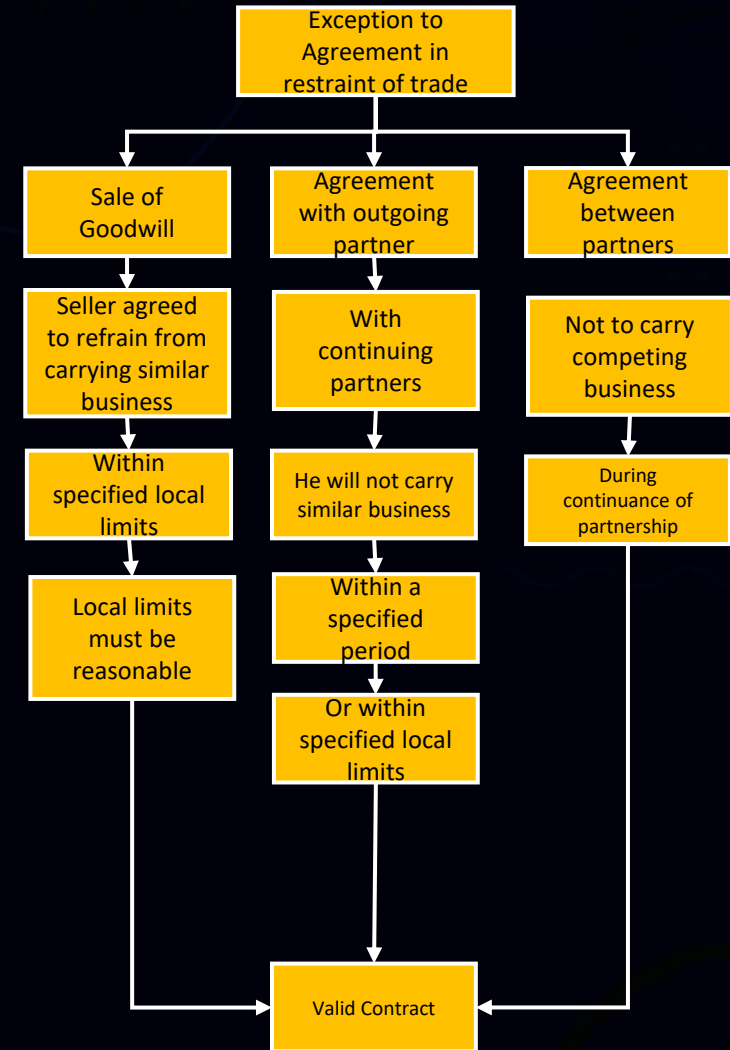 Exception to
Agreement in
restraint of trade
Sale of
Goodwill
Agreement
with outgoing
partner
Agreement
between
partners
Seller agreed
to refrain from
carrying similar
business
With
continuing
partners
Not to carry
competing
business
Within
specified local
limits
He will not carry
similar business
During
continuance of
partnership
Local limits
must be
reasonable
Within a
specified
period
Or within
specified local
limits
Valid Contract